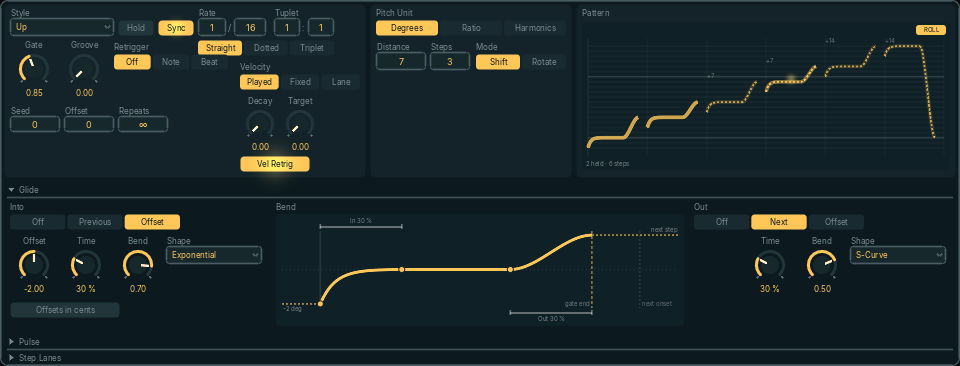 Style Rate Tuplet Pitch Unit Pattern
Up Hold Sync 1 / 16 1 : 1 Degrees Ratio Harmonics ROLL
Gate Groove Retrigger Straight Dotted Triplet Distance Steps Mode +14 +14
Off Note Beat 7 3 Shift Rotate +7
Velocity
Played Fixed Lane +7
0.85 0.00 Decay Target
Seed Offset Repeats
0 0 ∞
0.00 0.00
Vel Retrig 2 held · 6 steps
Glide
Into Bend Out
Off Previous Offset In 30 % Off Next Offset
next step
Offset Time Bend Shape Time Bend Shape
Exponential S-Curve
-2.00 30 % 0.70 30 % 0.50
-2 deg gate end next onset
Offsets in cents Out 30 %
Pulse
Step Lanes